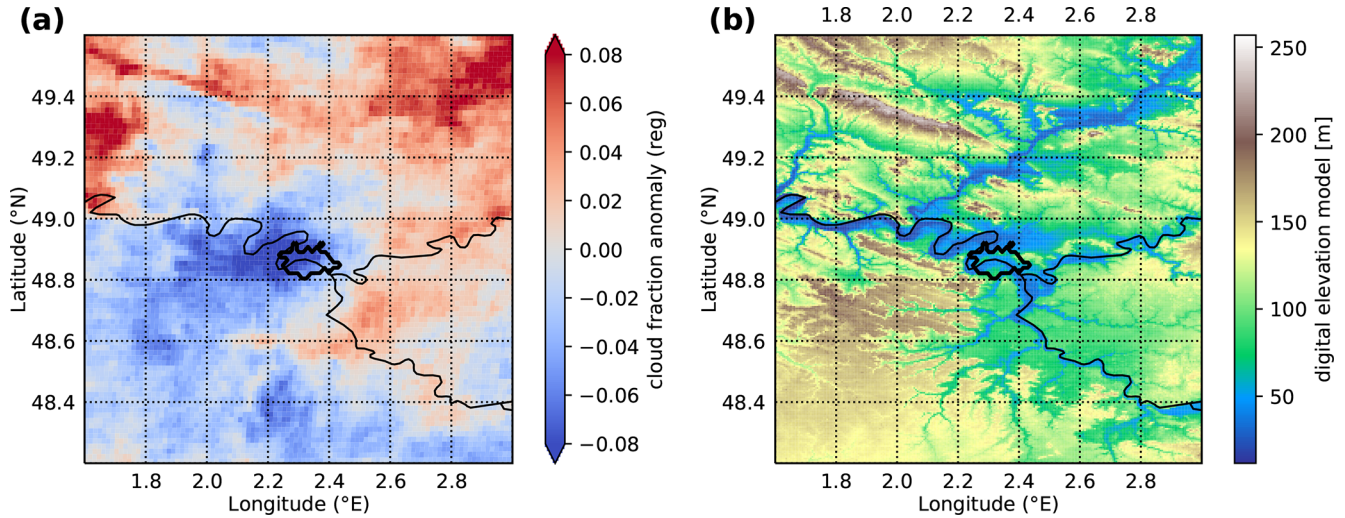 (a)
49.4
49.2
49.0
48.8
48.6
48.4
Latitude (°N)
1.8 2.0 2.2 2.4 2.6 2.8
Longitude (°E)
0.08
0.06
0.04
0.02
0.00
−0.02
−0.04
−0.06
−0.08
cloud fraction anomaly (reg)
(b)
1.8 2.0 2.2 2.4 2.6 2.8
49.4
49.2
49.0
48.8
48.6
48.4
Latitude (°N)
1.8 2.0 2.2 2.4 2.6 2.8
Longitude (°E)
250
200
150
100
50
digital elevation model [m]